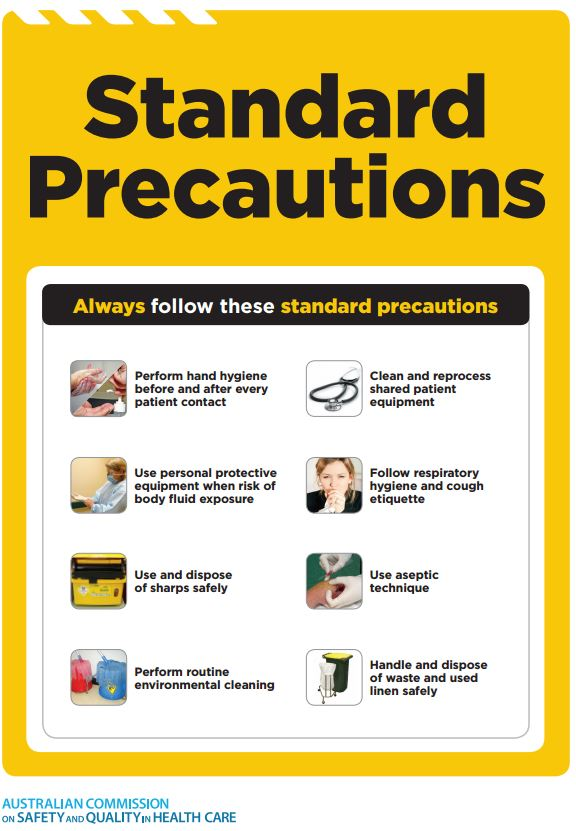 Standard
Precautions
Always follow these standard precautions
Perform hand hygiene
before and after every
patient contact
Clean and reprocess
shared patient
equipment
Use personal protective
equipment when risk of
body fluid exposure
Follow respiratory
hygiene and cough
etiquette
Use and dispose
of sharps safely
Use aseptic
technique
Perform routine
environmental cleaning
Handle and dispose
of waste and used
linen safely
AUSTRALIAN COMMISSION
ON SAFETY AND QUALITY IN HEALTH CARE